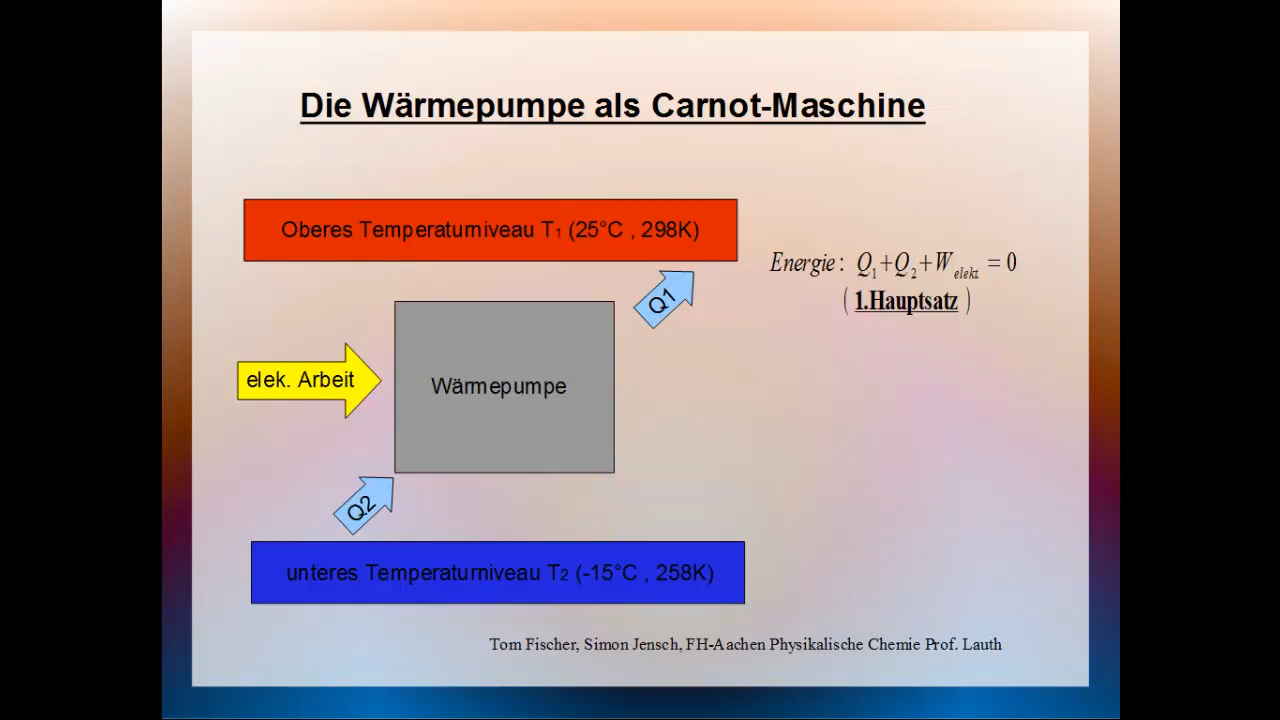 Die Wärmepumpe als Carnot-Maschine
Oberes Temperaturniveau T₁ (25°C , 298K)
Energie : Q₁+Q₂+W_elekt = 0
( 1.Hauptsatz )
Q1
elek. Arbeit
Wärmepumpe
Q2
unteres Temperaturniveau T₂ (-15°C , 258K)
Tom Fischer, Simon Jensch, FH-Aachen Physikalische Chemie Prof. Lauth